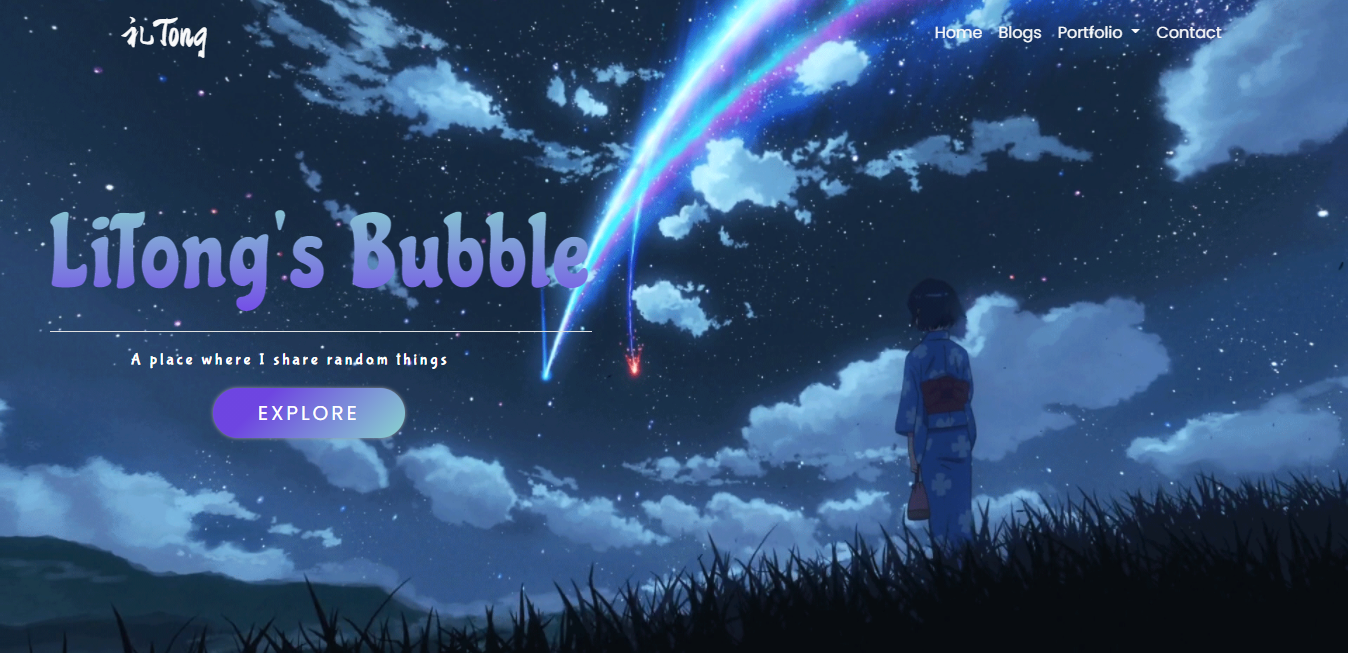 礼Tong
Home Blogs Portfolio Contact
LiTong's Bubble
A place where I share random things
EXPLORE